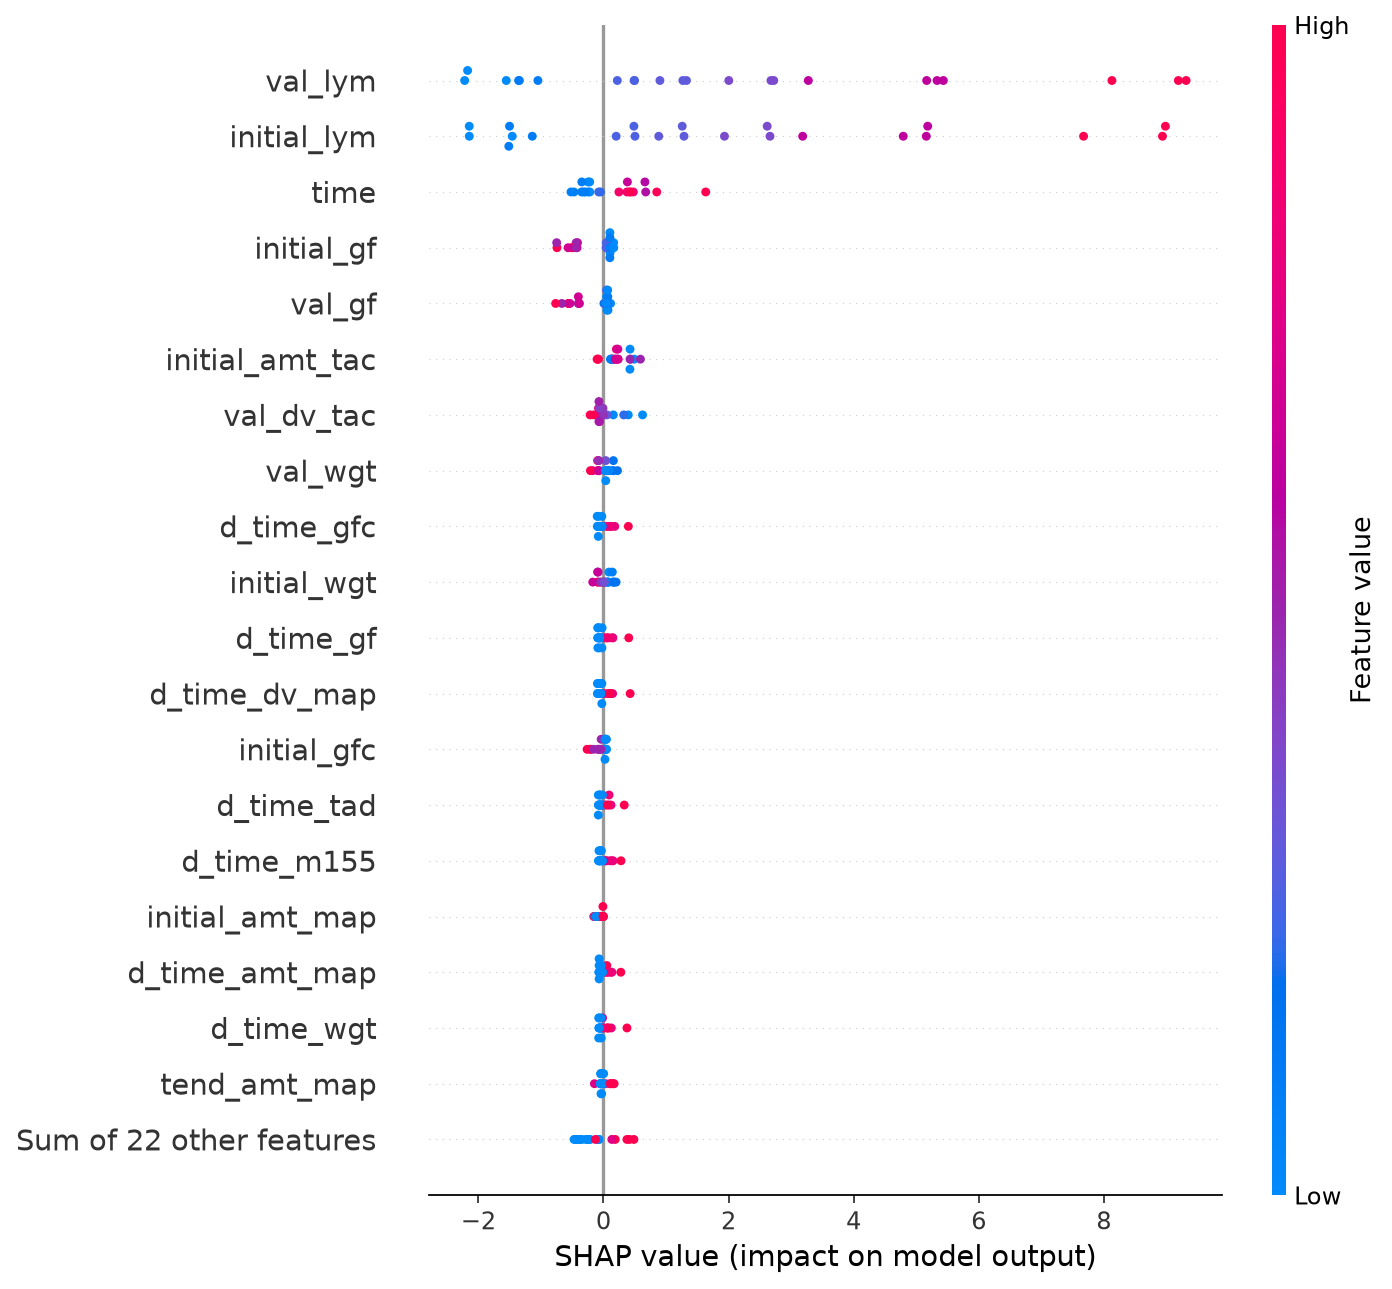 High
val_lym
initial_lym
time
initial_gf
val_gf
initial_amt_tac
val_dv_tac
val_wgt
d_time_gfc
initial_wgt
d_time_gf
d_time_dv_map
initial_gfc
d_time_tad
d_time_m155
initial_amt_map
d_time_amt_map
d_time_wgt
tend_amt_map
Sum of 22 other features
Feature value
Low
−2 0 2 4 6 8
SHAP value (impact on model output)